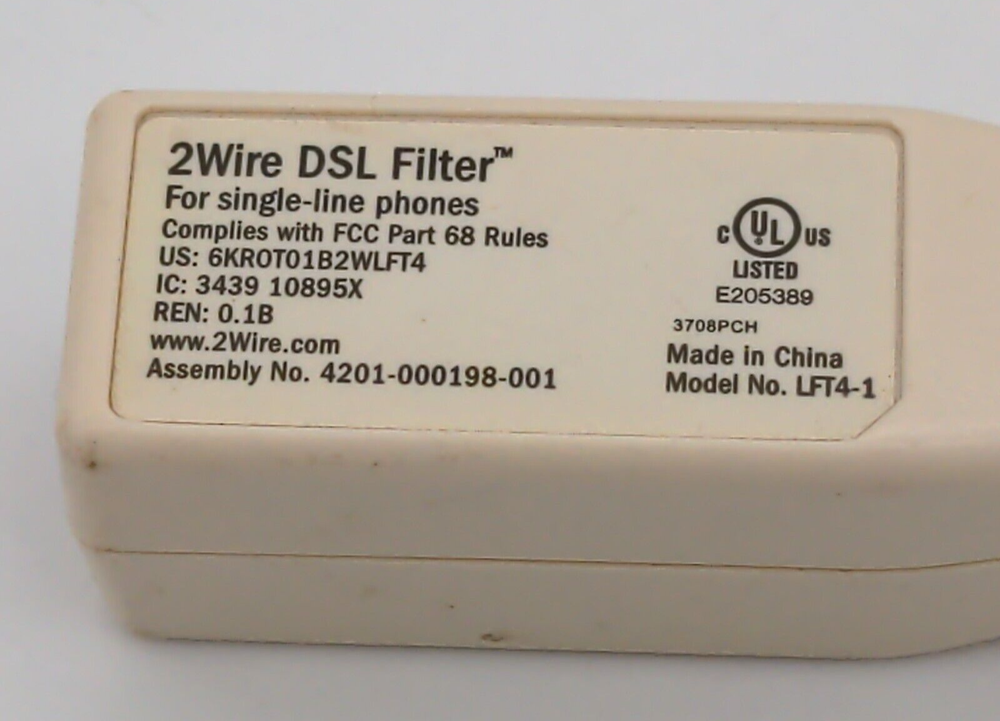 2Wire DSL Filter™
For single-line phones
Complies with FCC Part 68 Rules
US: 6KROT01B2WLFT4
IC: 3439 10895X
REN: 0.1B
www.2Wire.com
Assembly No. 4201-000198-001
C UL US
LISTED
E205389
3708PCH
Made in China
Model No. LFT4-1